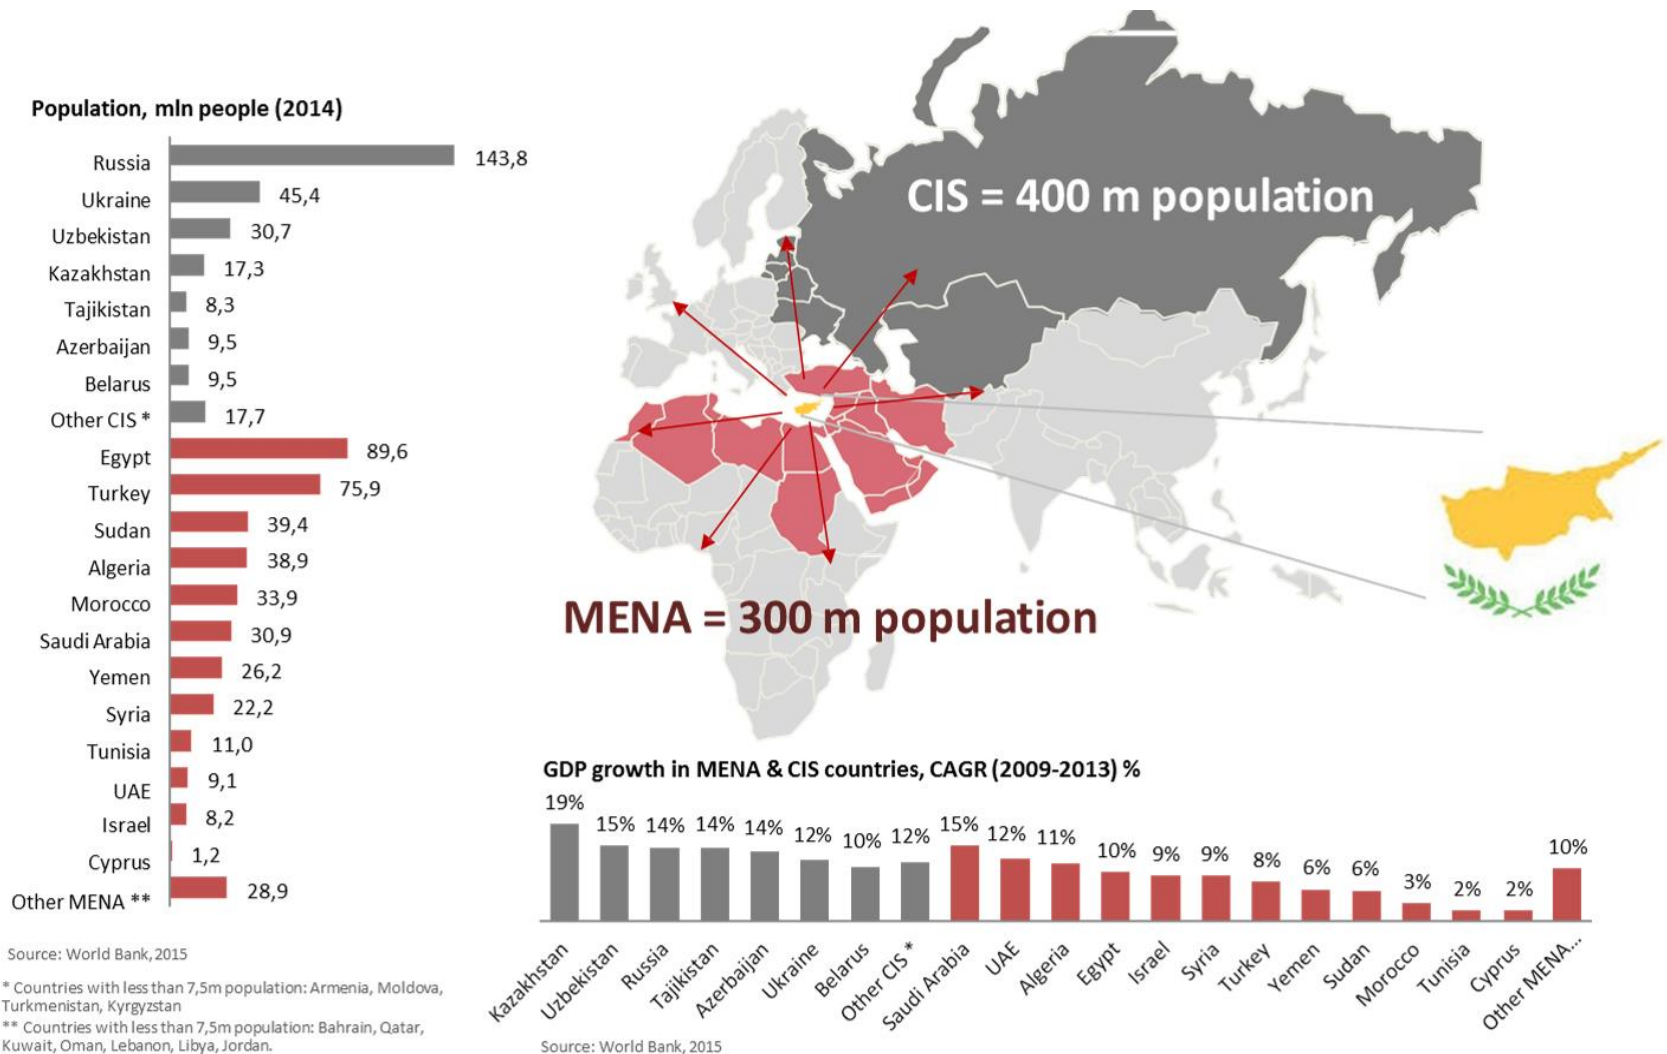 Population, mln people (2014)
Russia 143,8
Ukraine 45,4
Uzbekistan 30,7
Kazakhstan 17,3
Tajikistan 8,3
Azerbaijan 9,5
Belarus 9,5
Other CIS * 17,7
Egypt 89,6
Turkey 75,9
Sudan 39,4
Algeria 38,9
Morocco 33,9
Saudi Arabia 30,9
Yemen 26,2
Syria 22,2
Tunisia 11,0
UAE 9,1
Israel 8,2
Cyprus 1,2
Other MENA ** 28,9
Source: World Bank, 2015
* Countries with less than 7,5m population: Armenia, Moldova,
Turkmenistan, Kyrgyzstan
** Countries with less than 7,5m population: Bahrain, Qatar,
Kuwait, Oman, Lebanon, Libya, Jordan.
CIS = 400 m population
MENA = 300 m population
GDP growth in MENA & CIS countries, CAGR (2009-2013) %
19% 15% 14% 14% 14% 12% 10% 12% 15% 12% 11% 10% 9% 9% 8% 6% 6% 3% 2% 2% 10%
Kazakhstan Uzbekistan Russia Tajikistan Azerbaijan Ukraine Belarus Other CIS * Saudi Arabia UAE Algeria Egypt Israel Syria Turkey Yemen Sudan Morocco Tunisia Cyprus Other MENA...
Source: World Bank, 2015